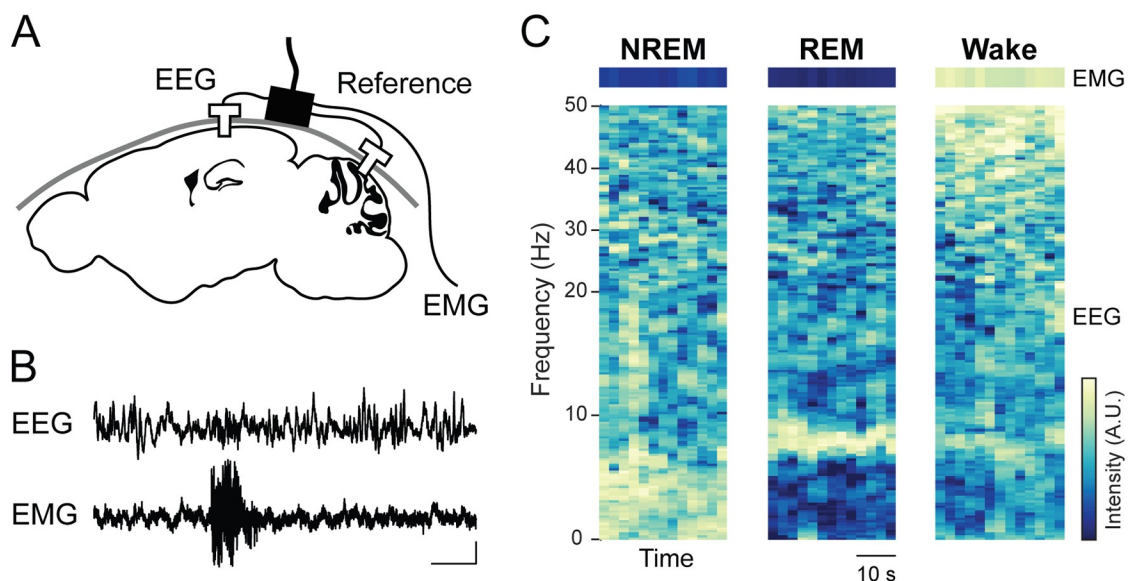 A
EEG
Reference
EMG
B
EEG
EMG
C
NREM
REM
Wake
EMG
50
40
30
20
10
0
Frequency (Hz)
EEG
Intensity (A.U.)
Time
10 s